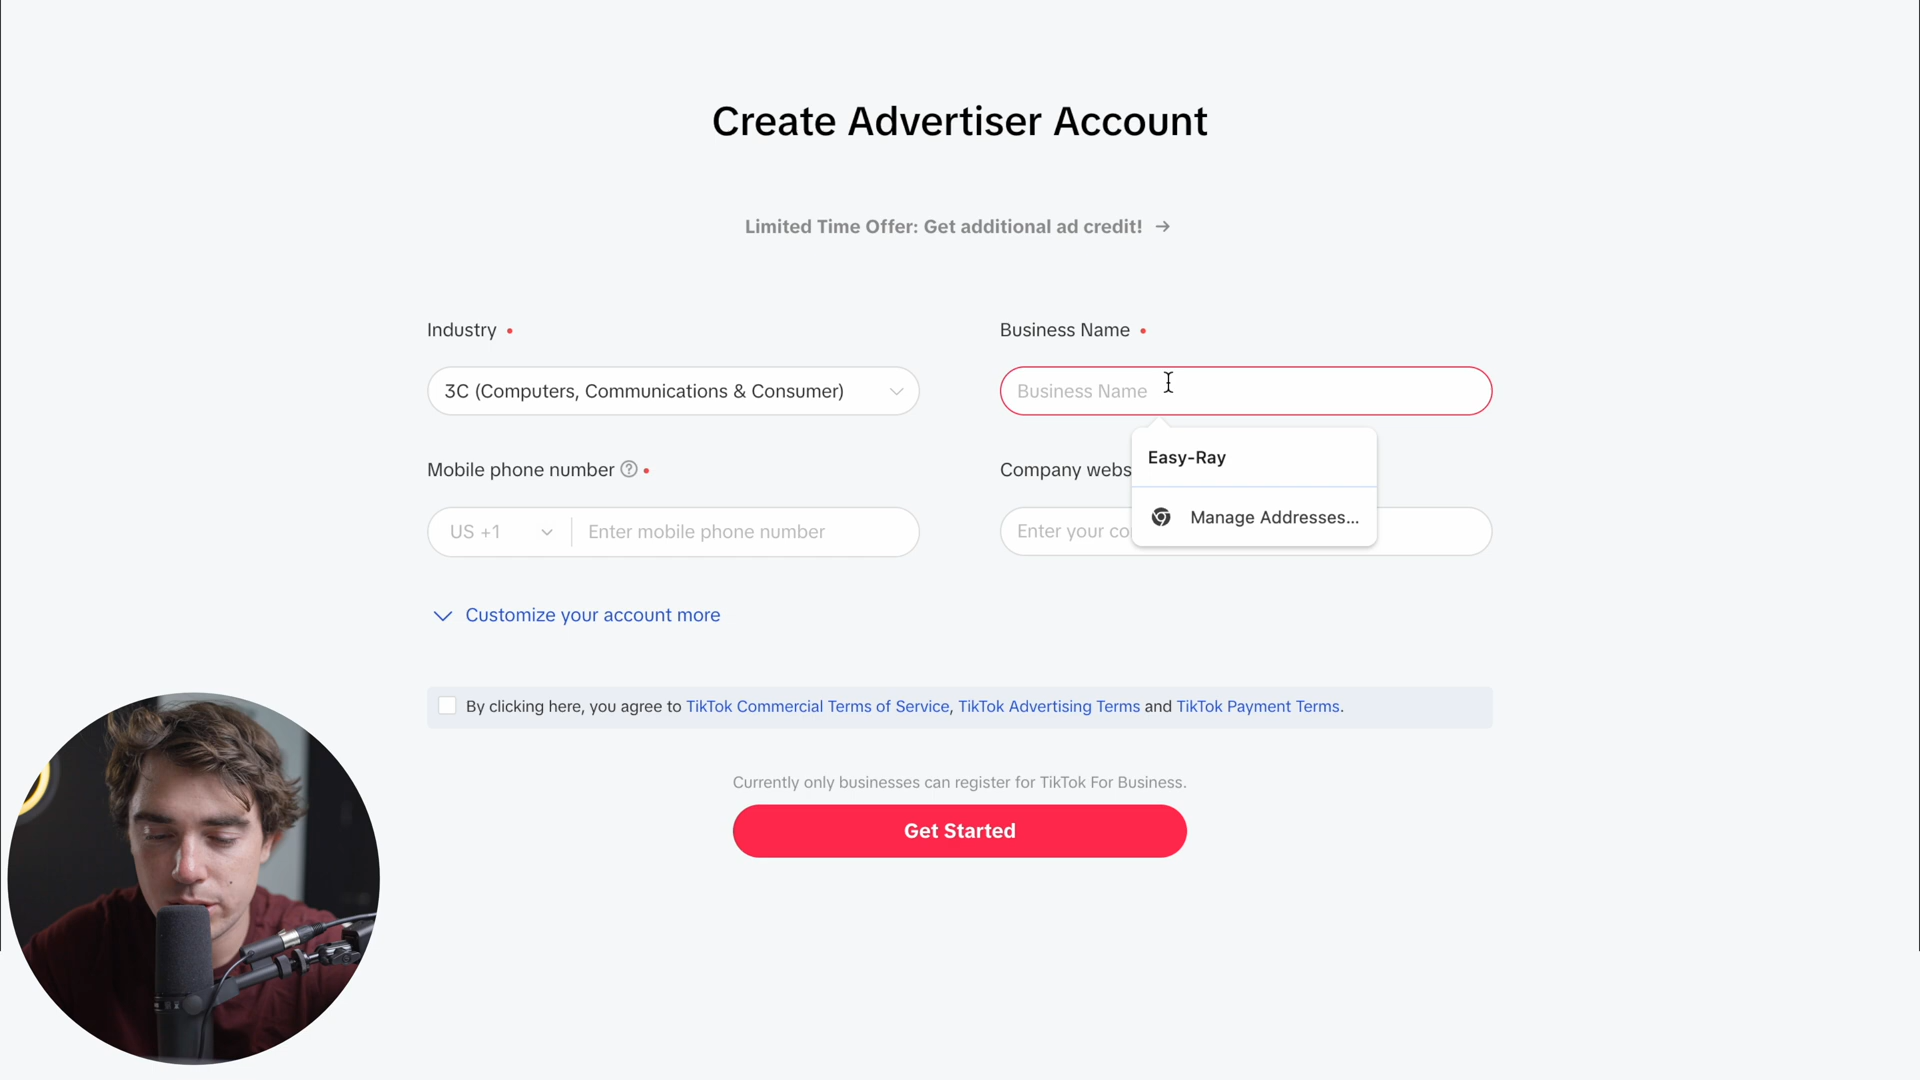 Create Advertiser Account
Limited Time Offer: Get additional ad credit! →
Industry •
Business Name •
3C (Computers, Communications & Consumer)
Business Name
Easy-Ray
Manage Addresses...
Mobile phone number ? •
Company webs
US +1
Enter mobile phone number
Enter your co
Customize your account more
By clicking here, you agree to TikTok Commercial Terms of Service, TikTok Advertising Terms and TikTok Payment Terms.
Currently only businesses can register for TikTok For Business.
Get Started